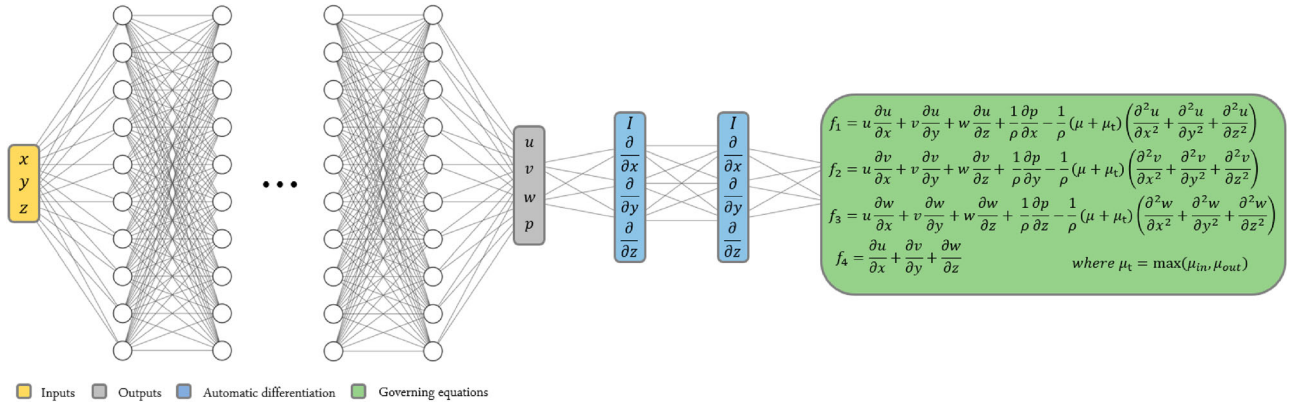 x
y
z
...
u
v
w
p
I
∂/∂x
∂/∂y
∂/∂z
I
∂/∂x
∂/∂y
∂/∂z
f₁ = u ∂u/∂x + v ∂u/∂y + w ∂u/∂z + 1/ρ ∂p/∂x − 1/ρ (μ + μₜ) (∂²u/∂x² + ∂²u/∂y² + ∂²u/∂z²)
f₂ = u ∂v/∂x + v ∂v/∂y + w ∂v/∂z + 1/ρ ∂p/∂y − 1/ρ (μ + μₜ) (∂²v/∂x² + ∂²v/∂y² + ∂²v/∂z²)
f₃ = u ∂w/∂x + v ∂w/∂y + w ∂w/∂z + 1/ρ ∂p/∂z − 1/ρ (μ + μₜ) (∂²w/∂x² + ∂²w/∂y² + ∂²w/∂z²)
f₄ = ∂u/∂x + ∂v/∂y + ∂w/∂z
where μₜ = max(μ_in, μ_out)
Inputs Outputs Automatic differentiation Governing equations